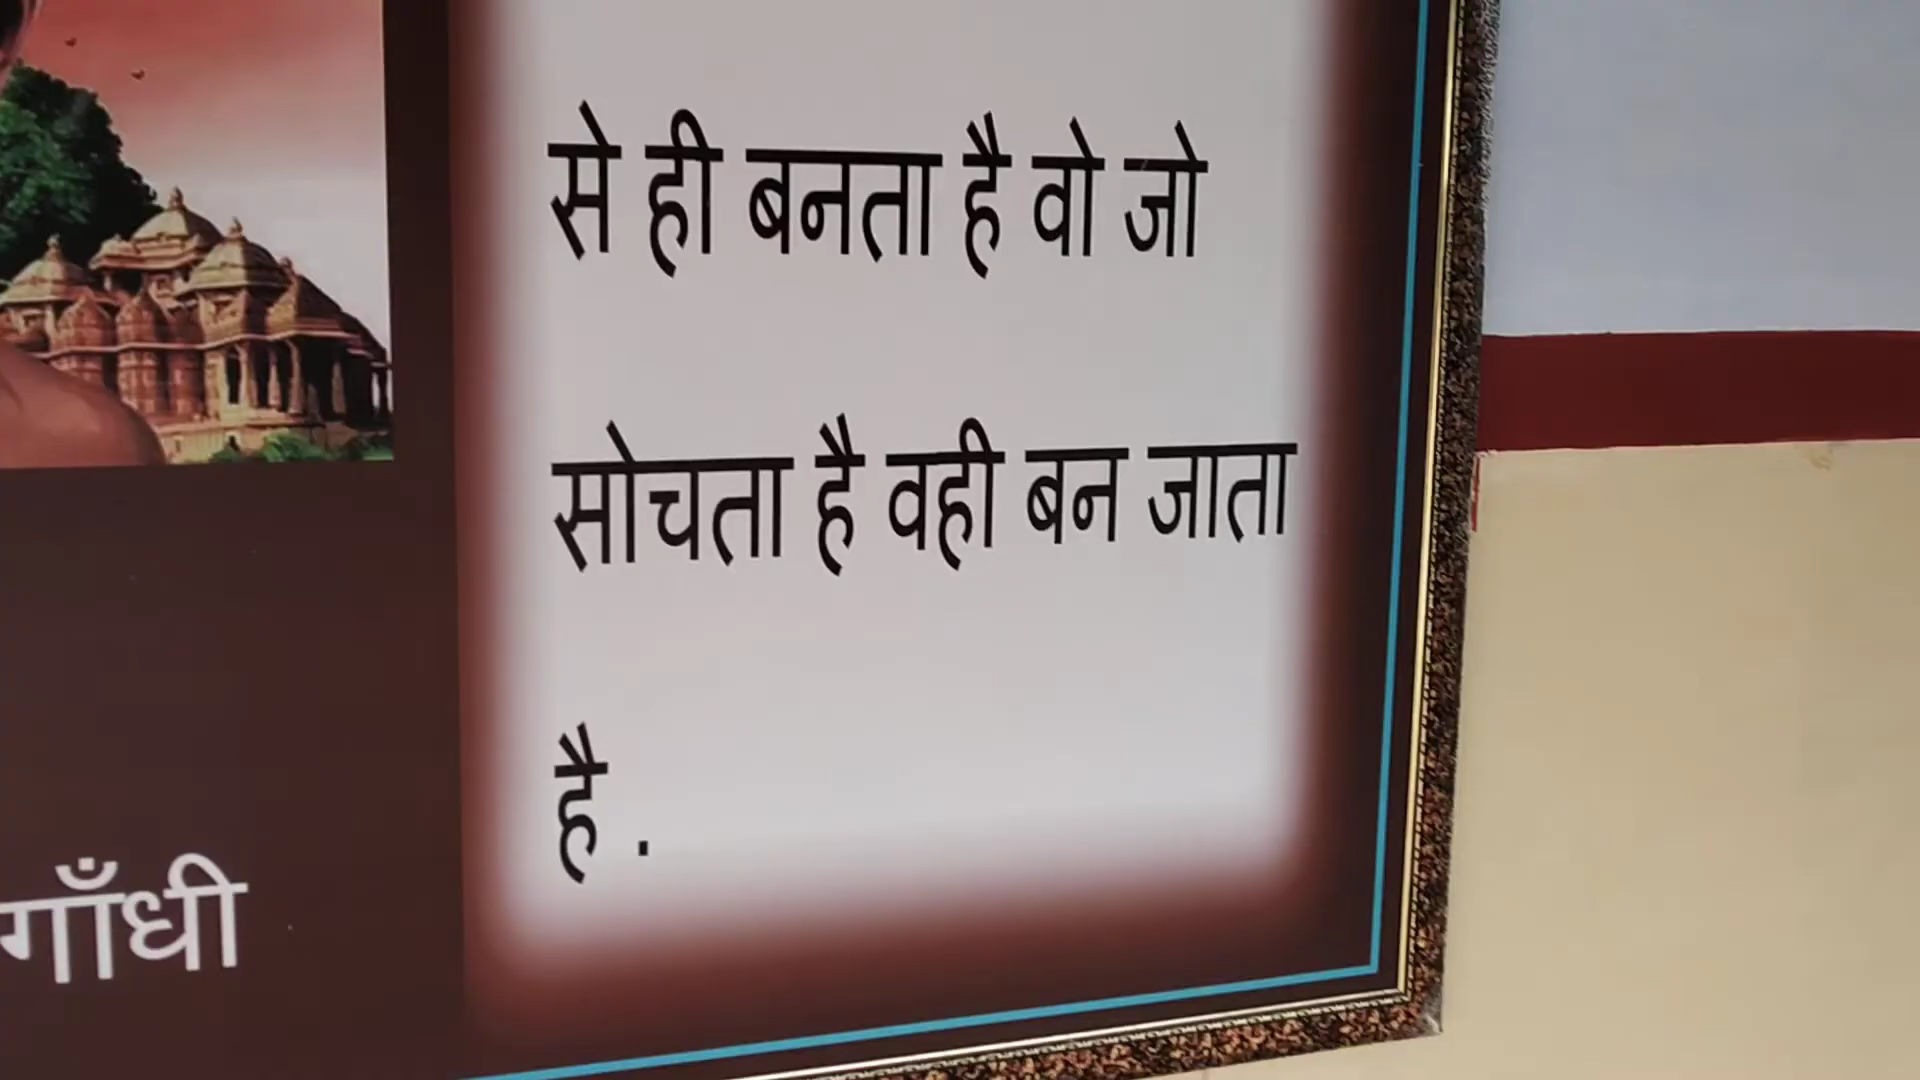 से ही बनता है वो जो
सोचता है वही बन जाता
है .
गाँधी